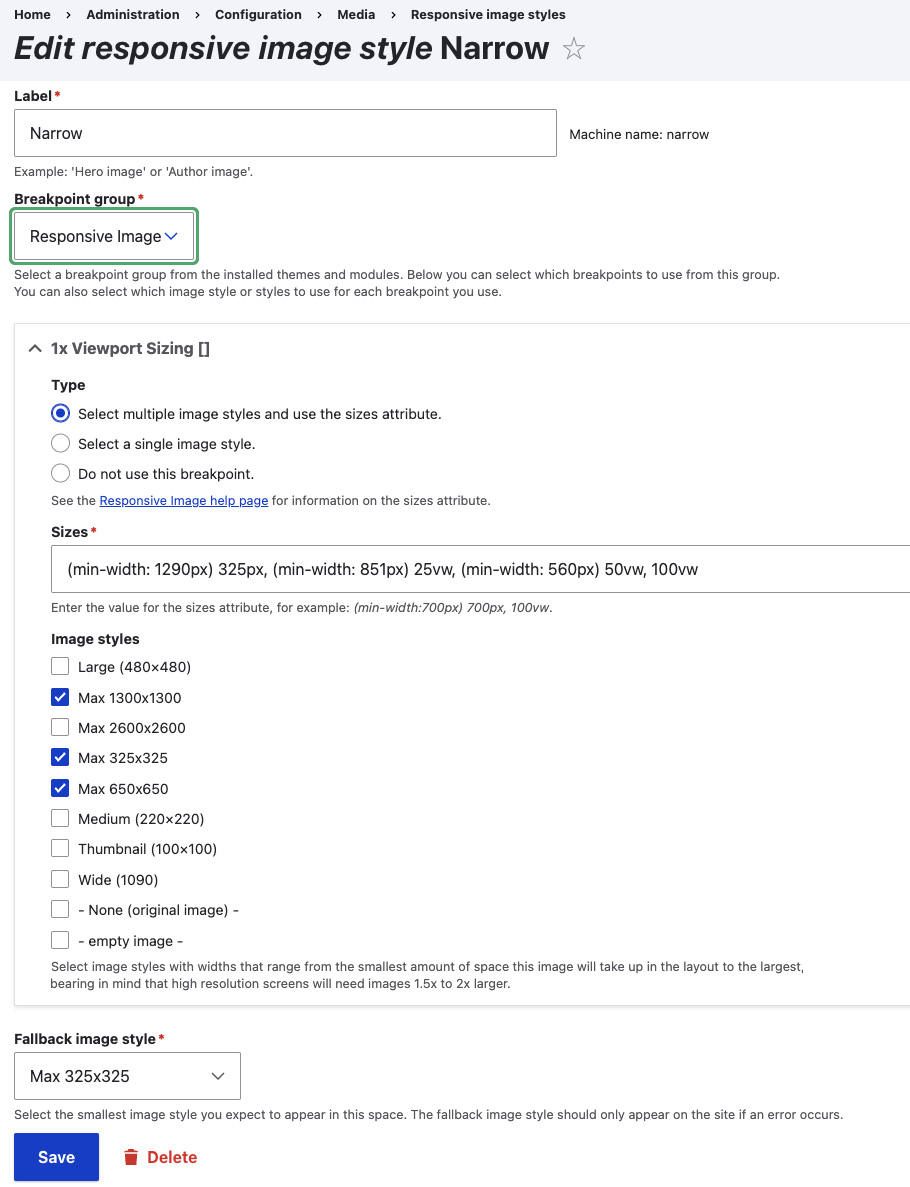 Home › Administration › Configuration › Media › Responsive image styles
Edit responsive image style Narrow
Label*
Narrow
Machine name: narrow
Example: 'Hero image' or 'Author image'.
Breakpoint group*
Responsive Image
Select a breakpoint group from the installed themes and modules. Below you can select which breakpoints to use from this group.
You can also select which image style or styles to use for each breakpoint you use.
1x Viewport Sizing []
Type
Select multiple image styles and use the sizes attribute.
Select a single image style.
Do not use this breakpoint.
See the Responsive Image help page for information on the sizes attribute.
Sizes*
(min-width: 1290px) 325px, (min-width: 851px) 25vw, (min-width: 560px) 50vw, 100vw
Enter the value for the sizes attribute, for example: (min-width:700px) 700px, 100vw.
Image styles
Large (480×480)
Max 1300x1300
Max 2600x2600
Max 325x325
Max 650x650
Medium (220×220)
Thumbnail (100×100)
Wide (1090)
- None (original image) -
- empty image -
Select image styles with widths that range from the smallest amount of space this image will take up in the layout to the largest,
bearing in mind that high resolution screens will need images 1.5x to 2x larger.
Fallback image style*
Max 325x325
Select the smallest image style you expect to appear in this space. The fallback image style should only appear on the site if an error occurs.
Save
Delete